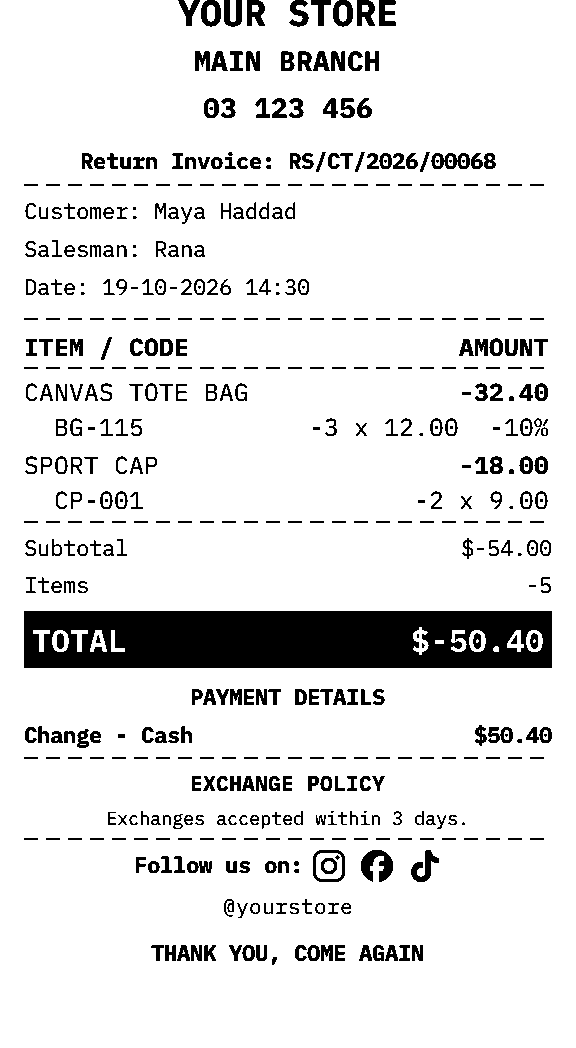 YOUR STORE
MAIN BRANCH
03 123 456
Return Invoice: RS/CT/2026/00068
Customer: Maya Haddad
Salesman: Rana
Date: 19-10-2026 14:30
ITEM / CODE AMOUNT
CANVAS TOTE BAG -32.40
BG-115 -3 x 12.00 -10%
SPORT CAP -18.00
CP-001 -2 x 9.00
Subtotal $-54.00
Items -5
TOTAL $-50.40
PAYMENT DETAILS
Change - Cash $50.40
EXCHANGE POLICY
Exchanges accepted within 3 days.
Follow us on:
@yourstore
THANK YOU, COME AGAIN